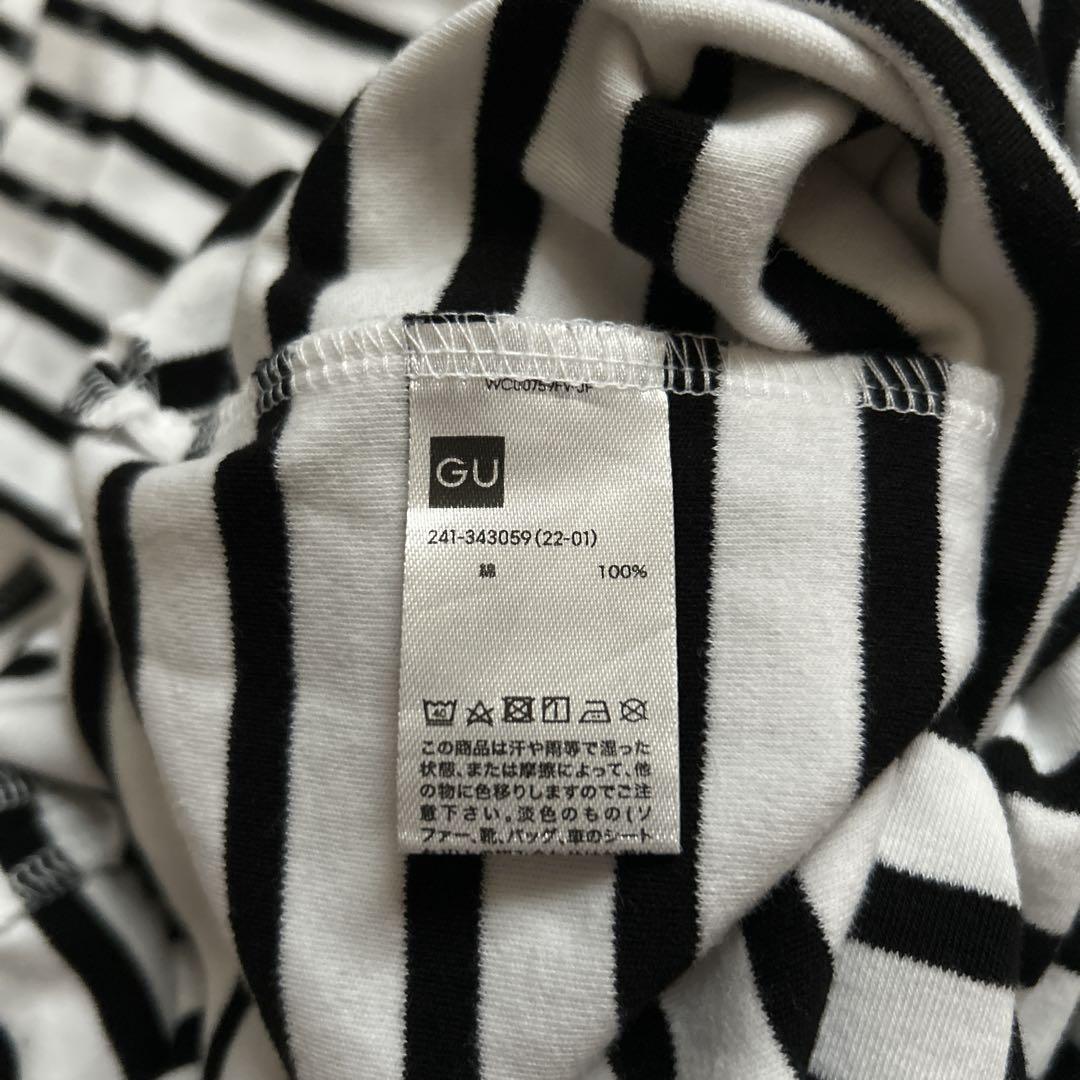 GU
241-343059(22-01)
綿 100%
40
この商品は汗や雨等で湿った
状態、または摩擦によって、他
の物に色移りしますのでご注
意下さい。淡色のもの(ソ
ファー、靴、バッグ、車のシート